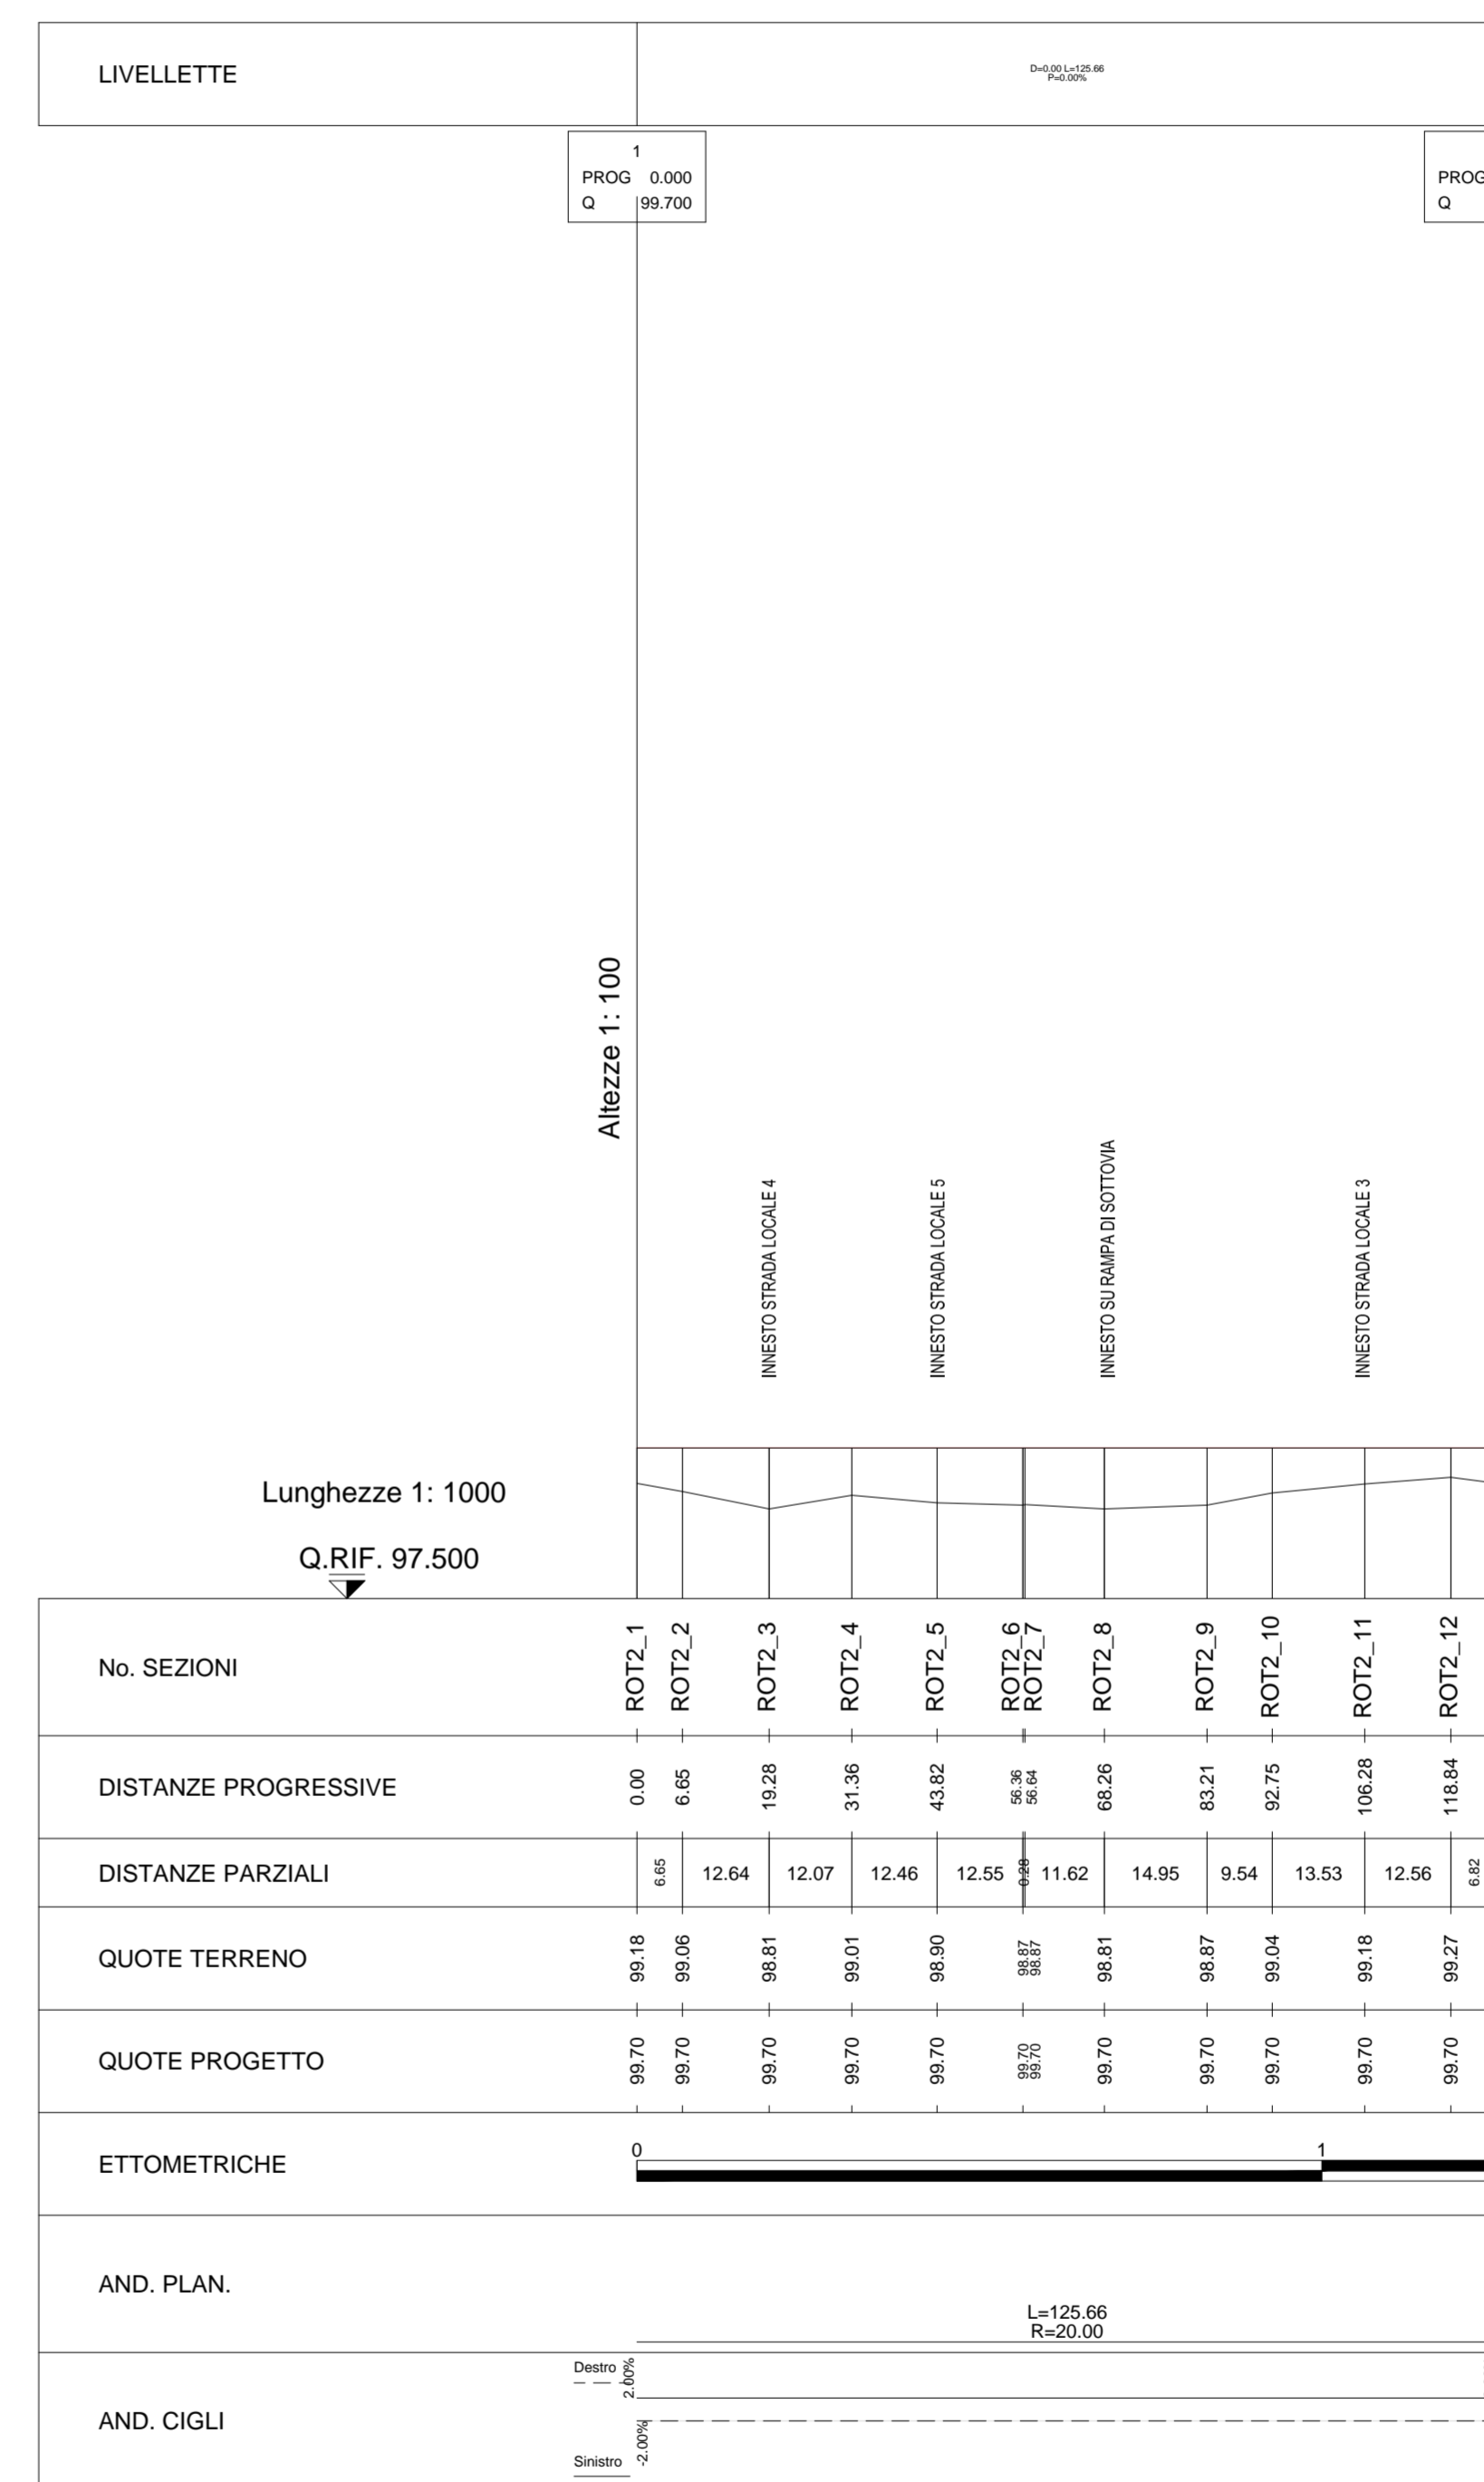 LIVELLETTE
D=0.00 L=125.66
P=0.00%
1
PROG 0.000
Q 99.700
PROG
Q
Altezze 1: 100
INNESTO STRADA LOCALE 4
INNESTO STRADA LOCALE 5
INNESTO SU RAMPA DI SOTTOVIA
INNESTO STRADA LOCALE 3
Lunghezze 1: 1000
Q.RIF. 97.500
No. SEZIONI ROT2_1 ROT2_2 ROT2_3 ROT2_4 ROT2_5 ROT2_6 ROT2_7 ROT2_8 ROT2_9 ROT2_10 ROT2_11 ROT2_12
DISTANZE PROGRESSIVE 0.00 6.65 19.28 31.36 43.82 56.36 56.64 68.26 83.21 92.75 106.28 118.84
DISTANZE PARZIALI 6.65 12.64 12.07 12.46 12.55 0.28 11.62 14.95 9.54 13.53 12.56 6.82
QUOTE TERRENO 99.18 99.06 98.81 99.01 98.90 98.87 98.87 98.81 98.87 99.04 99.18 99.27
QUOTE PROGETTO 99.70 99.70 99.70 99.70 99.70 99.70 99.70 99.70 99.70 99.70 99.70 99.70
ETTOMETRICHE 0 1
AND. PLAN.
L=125.66
R=20.00
AND. CIGLI
Destro 2.00%
-2.00%
Sinistro